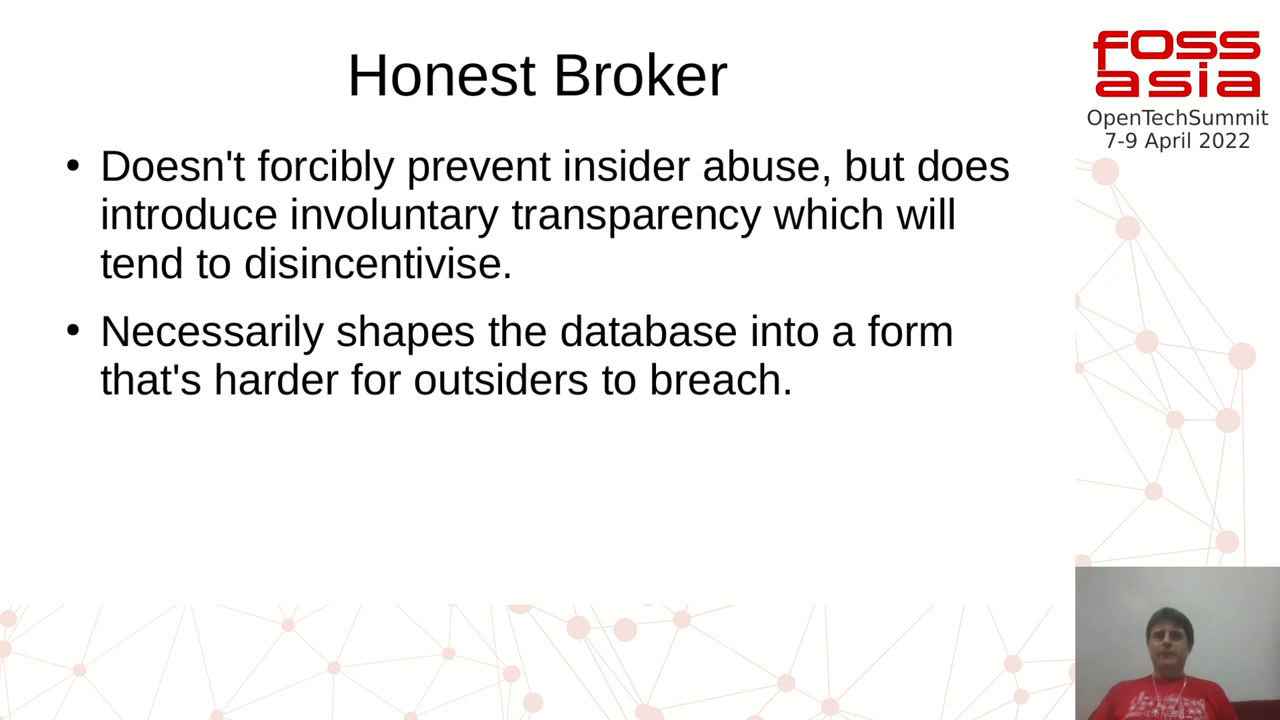 Honest Broker
• Doesn't forcibly prevent insider abuse, but does
introduce involuntary transparency which will
tend to disincentivise.
• Necessarily shapes the database into a form
that's harder for outsiders to breach.
foss
asia
OpenTechSummit
7-9 April 2022